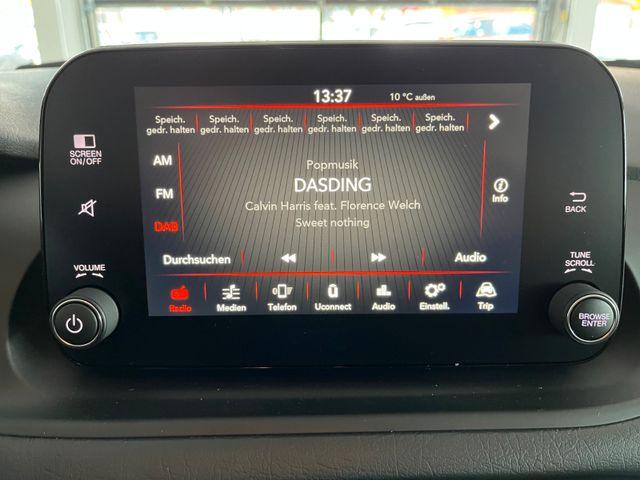 13:37
10 °C außen
Speich. gedr. halten
Speich. gedr. halten
Speich. gedr. halten
Speich. gedr. halten
Speich. gedr. halten
Speich. gedr. halten
SCREEN
ON/OFF
AM
FM
DAB
Popmusik
DASDING
Calvin Harris feat. Florence Welch
Sweet nothing
Info
BACK
VOLUME
TUNE
SCROLL
Durchsuchen
Audio
Radio
Medien
Telefon
Uconnect
Audio
Einstell.
Trip
BROWSE
ENTER